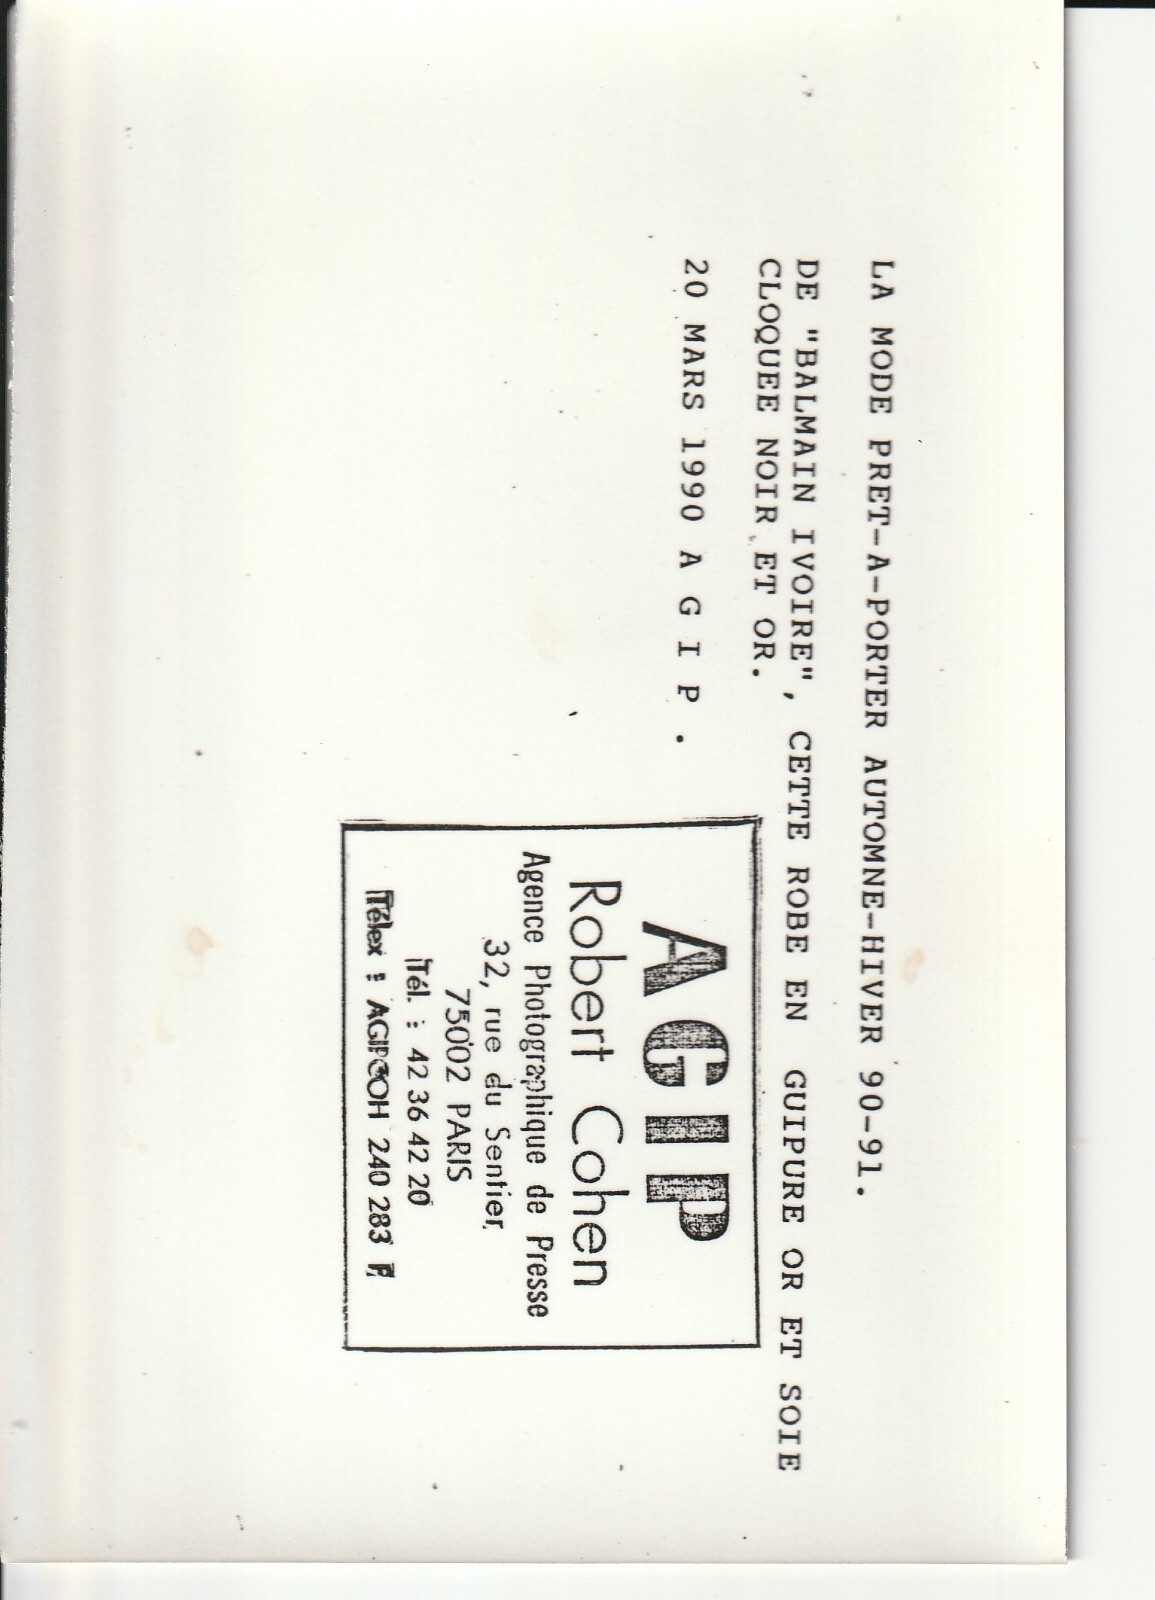 LA MODE PRET-A-PORTER AUTOMNE-HIVER 90-91.
DE "BALMAIN IVOIRE", CETTE ROBE EN GUIPURE OR ET SOIE
CLOQUEE NOIR ET OR.
20 MARS 1990 A G I P .
AGIP
Robert Cohen
Agence Photographique de Presse
32, rue du Sentier,
75002 PARIS
Tél. : 42 36 42 20
Télex : AGIPCOH 240 283 F